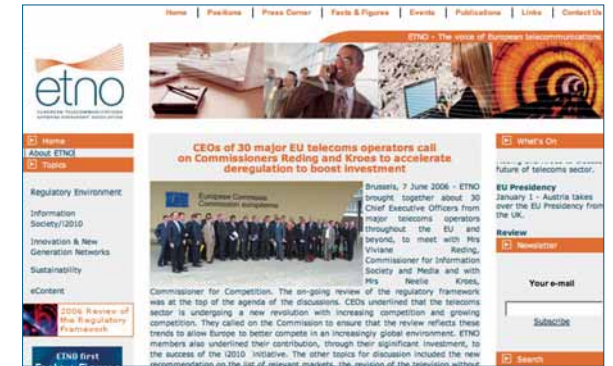 Home | Positions | Press Corner | Facts & Figures | Events | Publications | Links | Contact Us
ETNO - The voice of European telecommunications
etno
EUROPEAN TELECOMMUNICATIONS
NETWORK OPERATORS' ASSOCIATION
Home
About ETNO
Topics
Regulatory Environment
Information
Society/i2010
Innovation & New
Generation Networks
Sustainability
eContent
2006 Review of
the Regulatory
Framework
ETNO first
CEOs of 30 major EU telecoms operators call
on Commissioners Reding and Kroes to accelerate
deregulation to boost investment
European Commission
Commission européenne
Brussels, 7 June 2006 - ETNO
brought together about 30
Chief Executive Officers from
major telecoms operators
throughout the EU and
beyond, to meet with Mrs
Viviane Reding,
Commissioner for Information
Society and Media and with
Mrs Neelie Kroes,
Commissioner for Competition. The on-going review of the regulatory framework
was at the top of the agenda of the discussions. CEOs underlined that the telecoms
sector is undergoing a new revolution with increasing competition and growing
competition. They called on the Commission to ensure that the review reflects these
trends to allow Europe to better compete in an increasingly global environment. ETNO
members also underlined their contribution, through their siginificant investment, to
the success of the i2010 Initiative. The other topics for discussion included the new
recommendation on the list of relevant markets, the revision of the television without
What's On
future of telecoms sector.
EU Presidency
January 1 - Austria takes
over the EU Presidency from
the UK.
Review
Newsletter
Your e-mail
Subscribe
Search